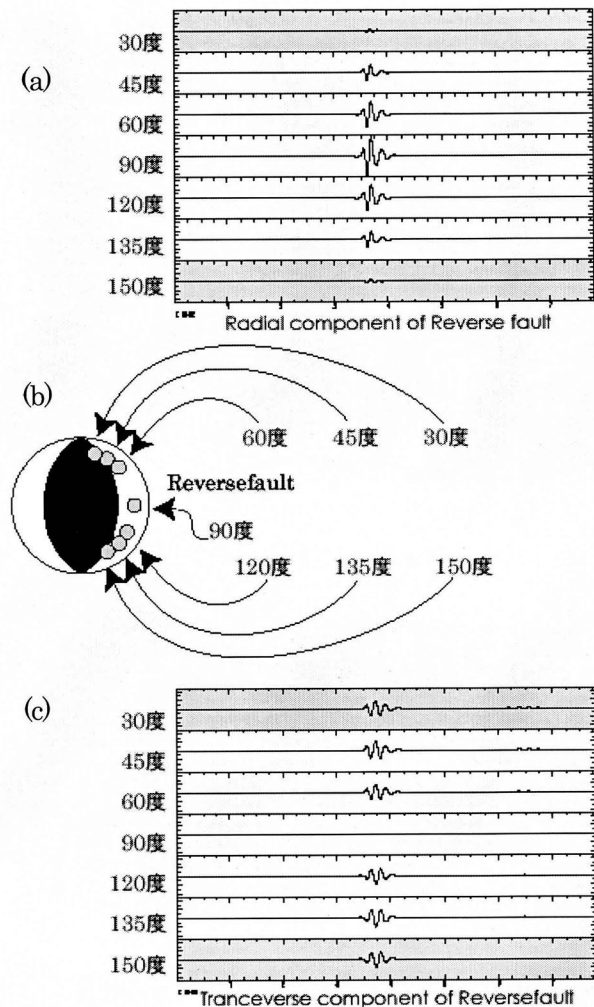 (a)
30度
45度
60度
90度
120度
135度
150度
Radial component of Reverse fault
(b)
60度 45度 30度
Reversefault
90度
120度 135度 150度
(c)
30度
45度
60度
90度
120度
135度
150度
Tranceverse component of Reversefault